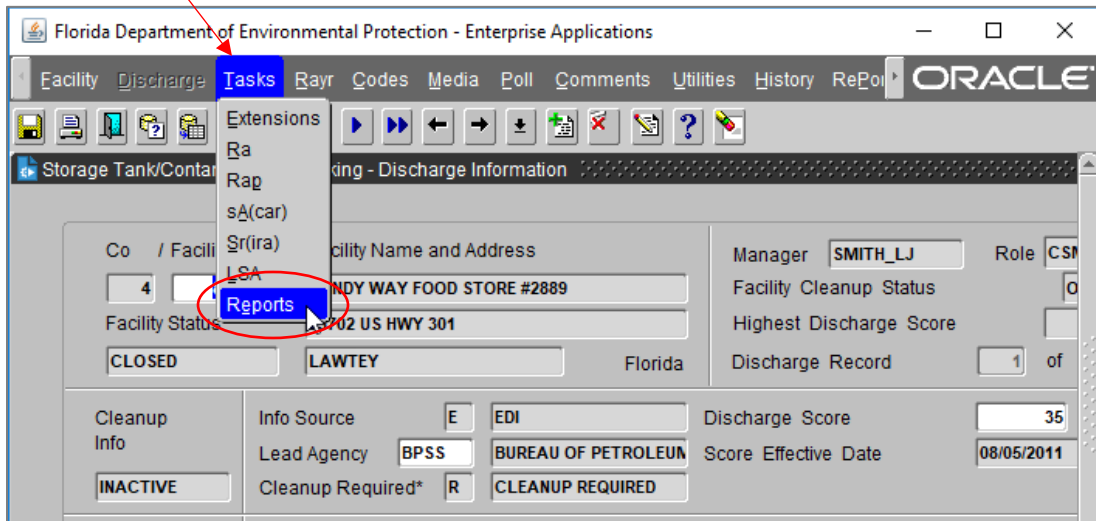 Florida Department of Environmental Protection - Enterprise Applications
Facility Discharge Tasks Rayr Codes Media Poll Comments Utilities History RePor ORACLE
Extensions
Ra
Rap
sA(car)
Sr(ira)
LSA
Reports
Storage Tank/Contar king - Discharge Information
Co / Facili cility Name and Address Manager SMITH_LJ Role CSM
4 NDY WAY FOOD STORE #2889 Facility Cleanup Status O
Facility Status 702 US HWY 301 Highest Discharge Score
CLOSED LAWTEY Florida Discharge Record 1 of
Cleanup Info Source E EDI Discharge Score 35
Info Lead Agency BPSS BUREAU OF PETROLEUM Score Effective Date 08/05/2011
INACTIVE Cleanup Required* R CLEANUP REQUIRED